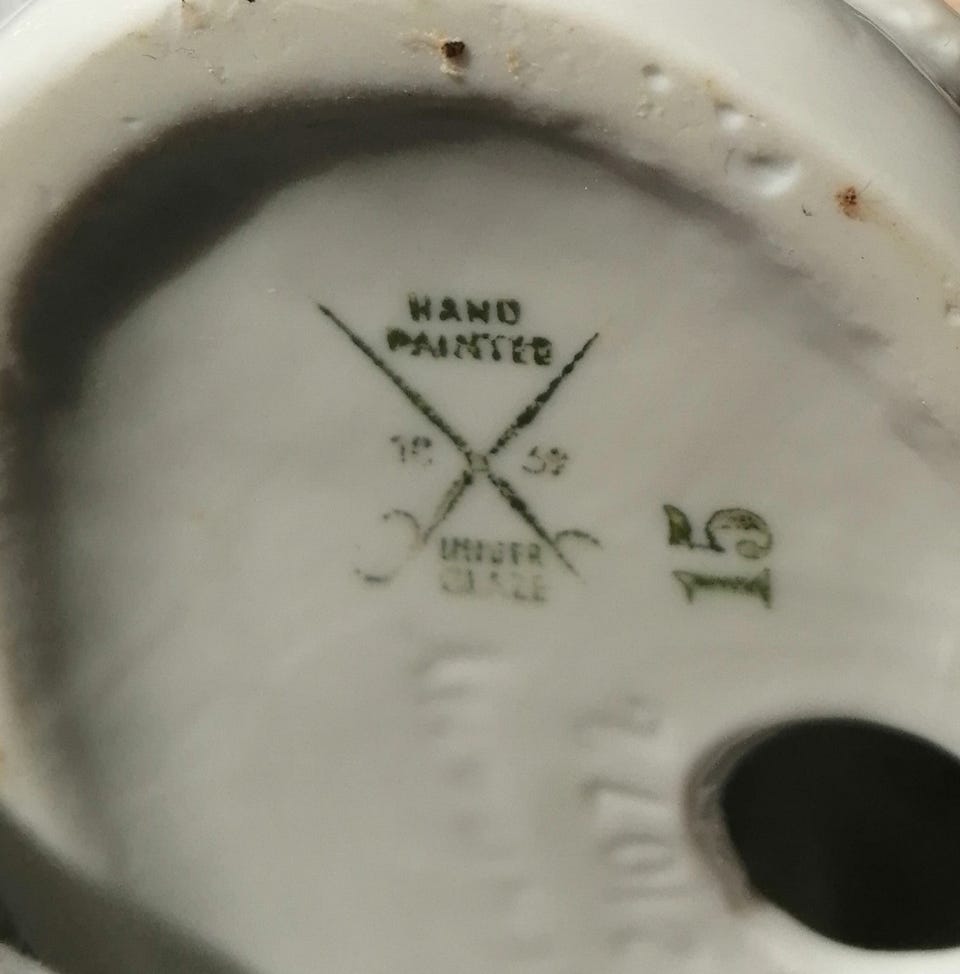 HAND
PAINTED
18 59
UNDER
GLAZE
15